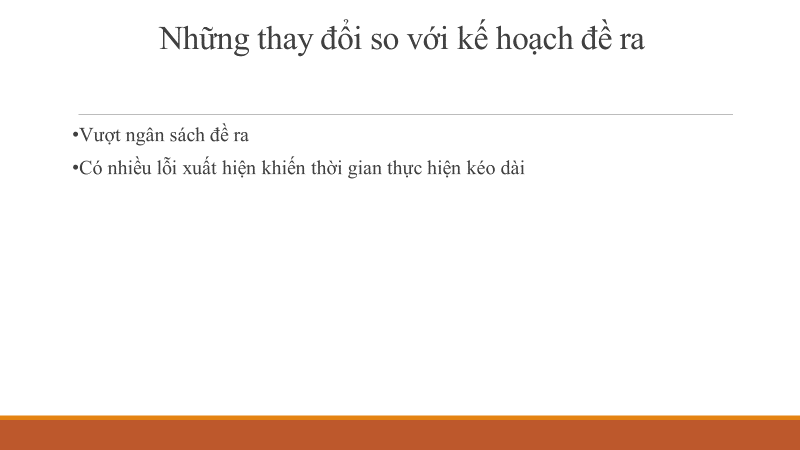 Những thay đổi so với kế hoạch đề ra
•Vượt ngân sách đề ra
•Có nhiều lỗi xuất hiện khiến thời gian thực hiện kéo dài